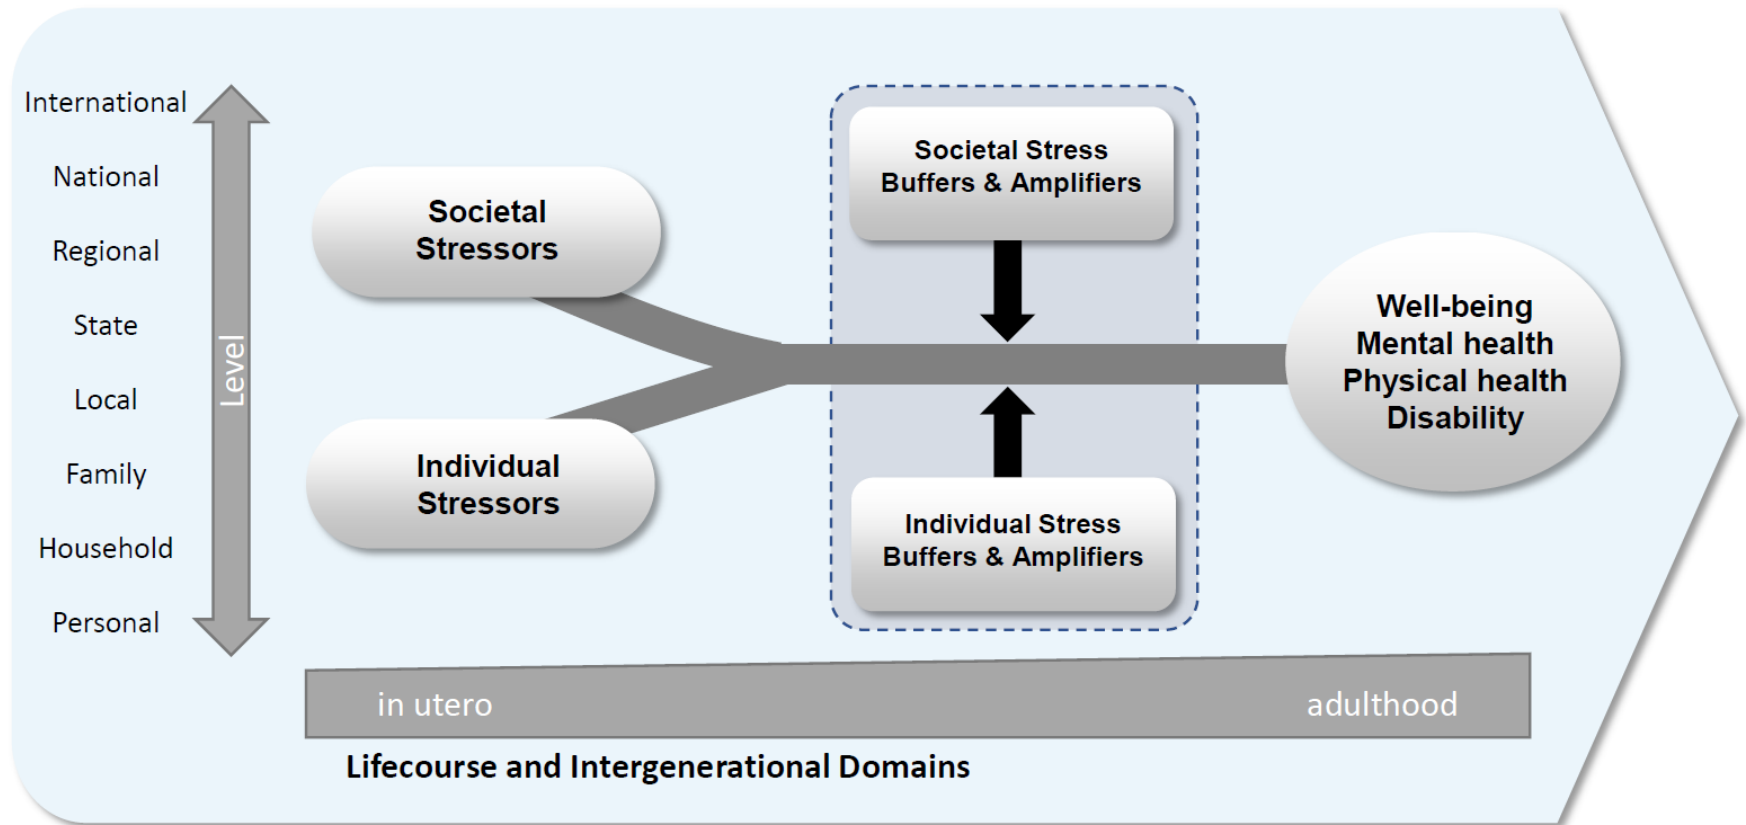 International
National
Regional
State
Local
Family
Household
Personal
Level
Societal
Stressors
Individual
Stressors
Societal Stress
Buffers & Amplifiers
Individual Stress
Buffers & Amplifiers
Well-being
Mental health
Physical health
Disability
in utero
adulthood
Lifecourse and Intergenerational Domains